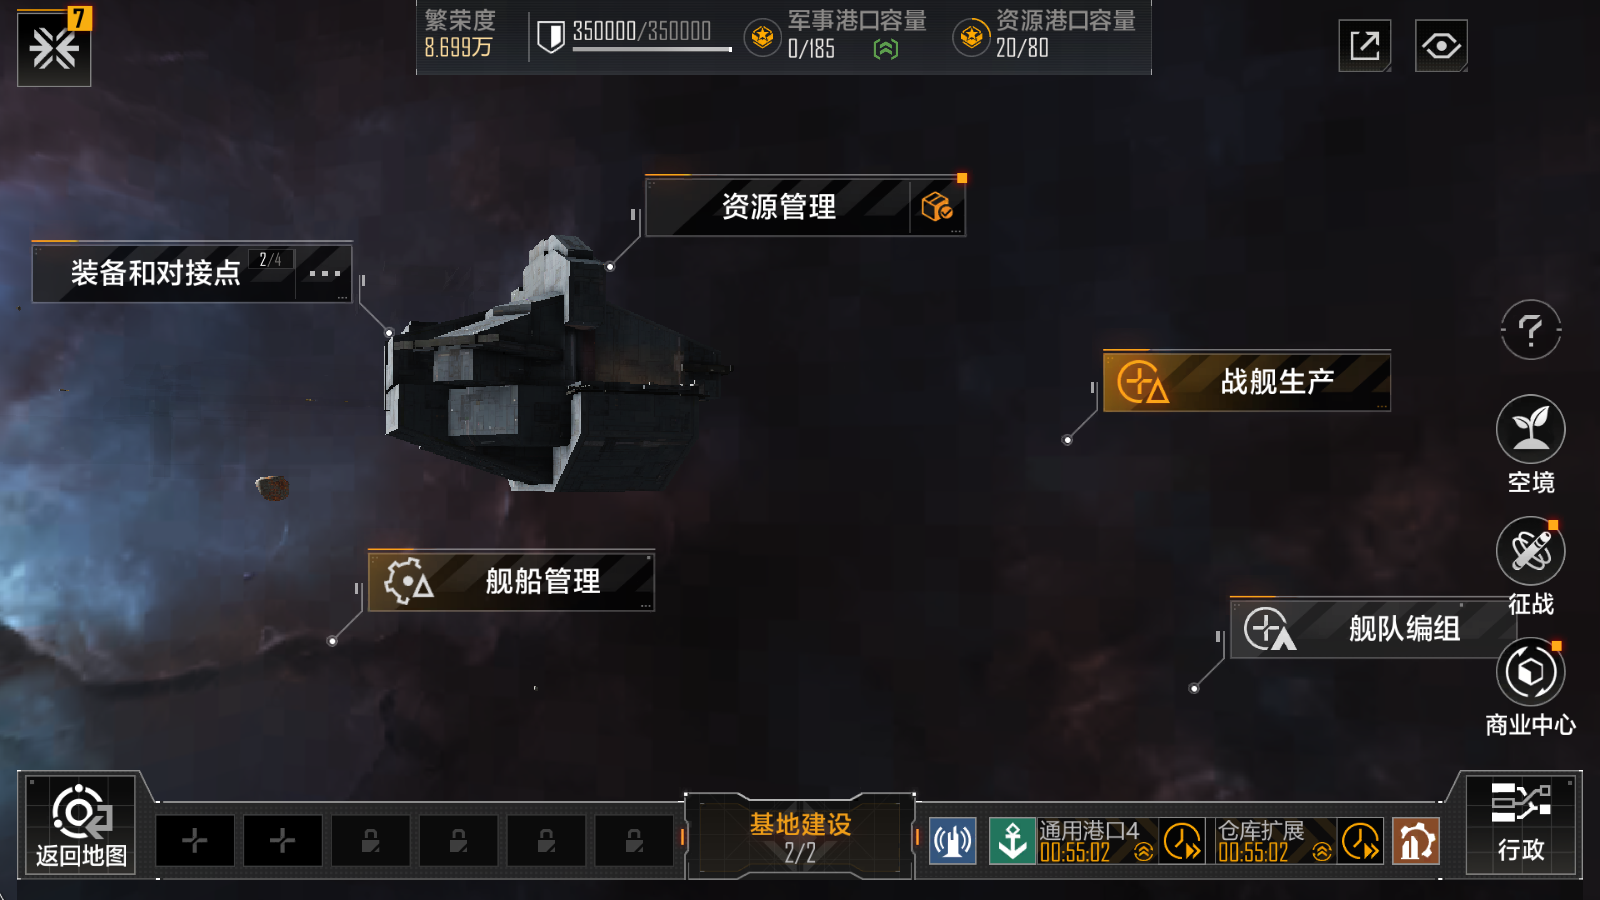 7
繁荣度
8.699万
350000/350000
军事港口容量
0/185
资源港口容量
20/80
资源管理
装备和对接点
2/4
战舰生产
空境
舰船管理
征战
舰队编组
商业中心
返回地图
基地建设
2/2
通用港口4
00:55:02
仓库扩展
00:55:02
行政